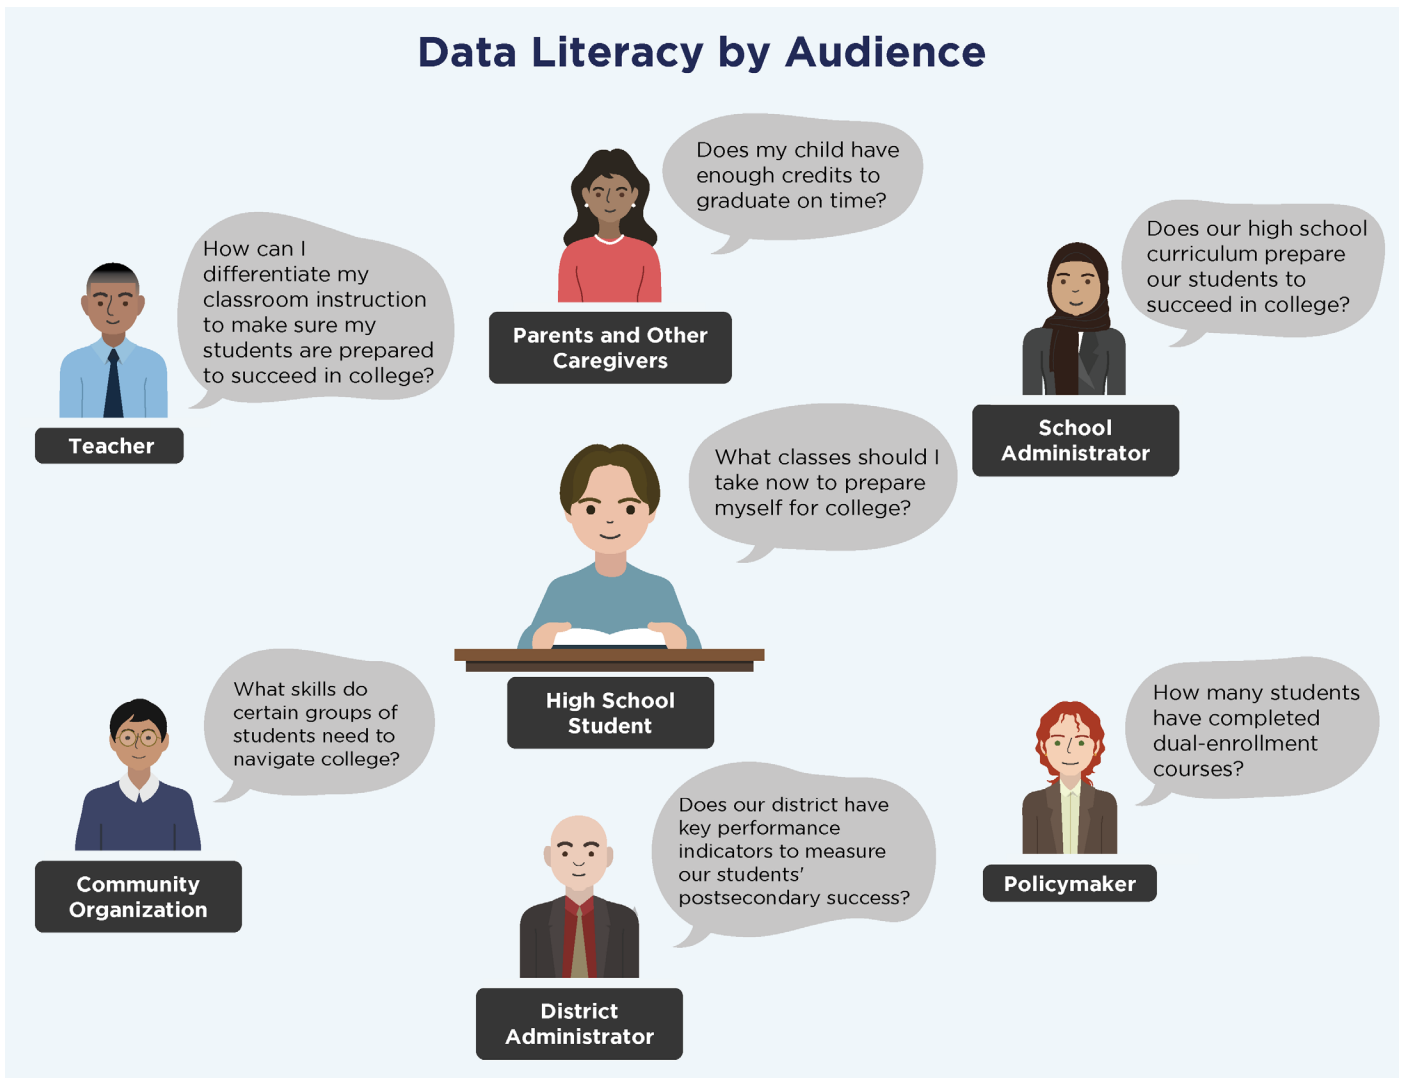 Data Literacy by Audience
Does my child have
enough credits to
graduate on time?
Parents and Other
Caregivers
How can I
differentiate my
classroom instruction
to make sure my
students are prepared
to succeed in college?
Teacher
Does our high school
curriculum prepare
our students to
succeed in college?
School
Administrator
What classes should I
take now to prepare
myself for college?
High School
Student
What skills do
certain groups of
students need to
navigate college?
Community
Organization
Does our district have
key performance
indicators to measure
our students'
postsecondary success?
District
Administrator
How many students
have completed
dual-enrollment
courses?
Policymaker